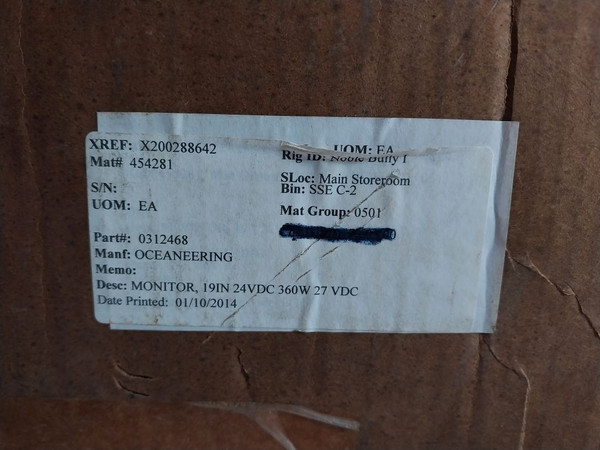 XREF: X200288642
Mat# 454281
S/N:
UOM: EA
Part#: 0312468
Manf: OCEANEERING
Memo:
Desc: MONITOR, 19IN 24VDC 360W 27 VDC
Date Printed: 01/10/2014
UOM: EA
Rig ID: Noble Duffy 1
SLoc: Main Storeroom
Bin: SSE C-2
Mat Group: 0501